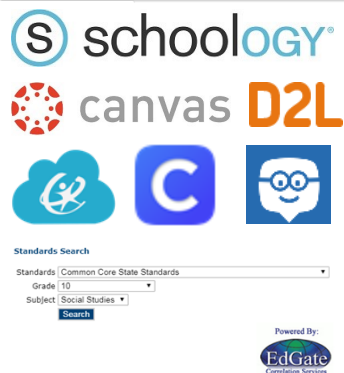 S schoology®
canvas D2L
C
Standards Search
Standards Common Core State Standards
Grade 10
Subject Social Studies
Search
Powered By:
EdGate
Correlation Services